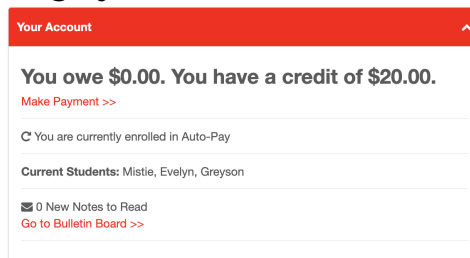 Your Account
You owe $0.00. You have a credit of $20.00.
Make Payment >>
You are currently enrolled in Auto-Pay
Current Students: Mistie, Evelyn, Greyson
0 New Notes to Read
Go to Bulletin Board >>